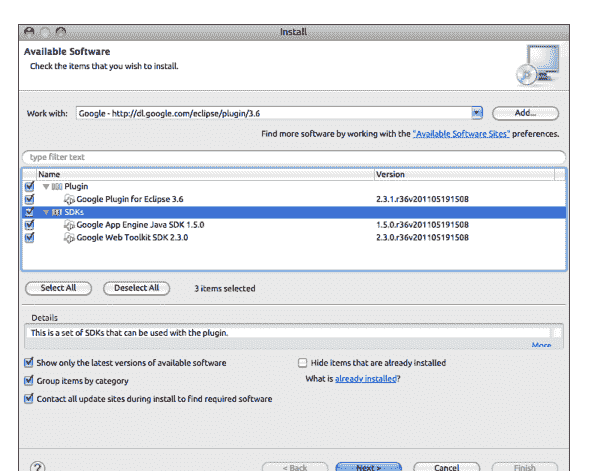 Install
Available Software
Check the items that you wish to install.
Work with: Google - http://dl.google.com/eclipse/plugin/3.6 Add...
Find more software by working with the "Available Software Sites" preferences.
type filter text
Name Version
Plugin
Google Plugin for Eclipse 3.6 2.3.1.r36v201105191508
SDKs
Google App Engine Java SDK 1.5.0 1.5.0.r36v201105191508
Google Web Toolkit SDK 2.3.0 2.3.0.r36v201105191508
Select All Deselect All 3 items selected
Details
This is a set of SDKs that can be used with the plugin.
More
Show only the latest versions of available software Hide items that are already installed
Group items by category What is already installed?
Contact all update sites during install to find required software
? < Back Next > Cancel Finish